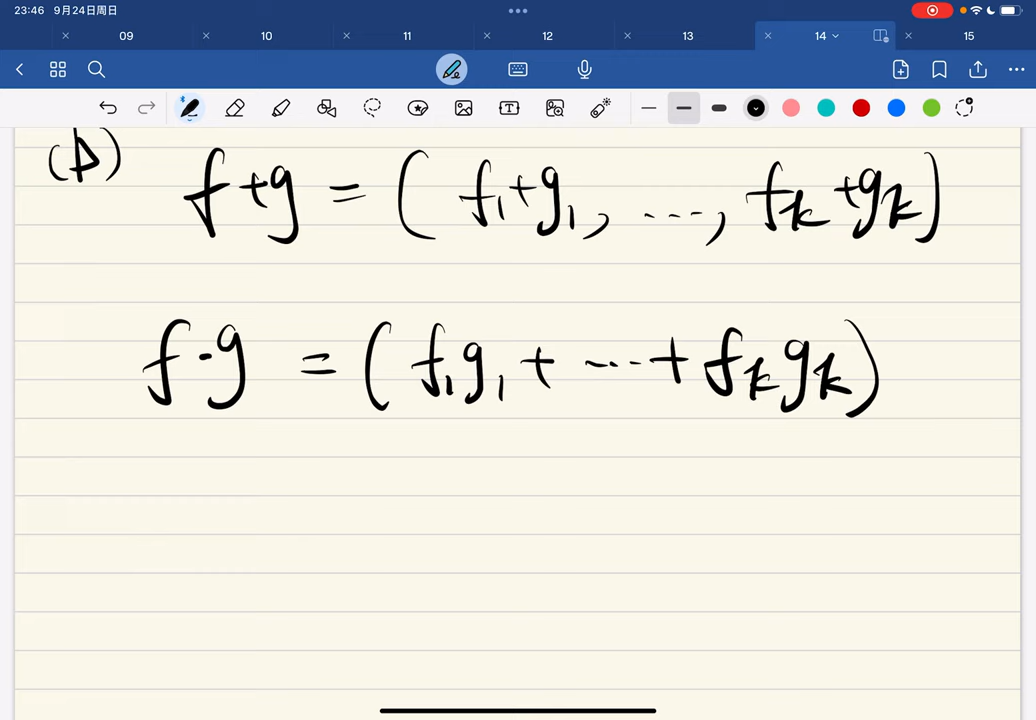 23:46 9月24日周日
09 10 11 12 13 14 15
(b) f+g = (f₁+g₁, ..., fₖ+gₖ)
f·g = (f₁g₁ + ... + fₖgₖ)